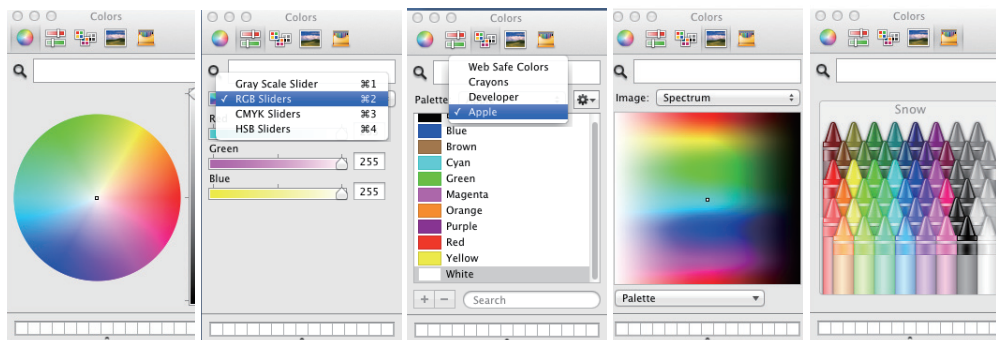 Colors
Colors
Gray Scale Slider ⌘1
✓ RGB Sliders ⌘2
CMYK Sliders ⌘3
HSB Sliders ⌘4
Green
255
Blue
255
Colors
Web Safe Colors
Crayons
Developer
✓ Apple
Palette
Blue
Brown
Cyan
Green
Magenta
Orange
Purple
Red
Yellow
White
+ − Search
Colors
Image: Spectrum
Palette
Colors
Snow